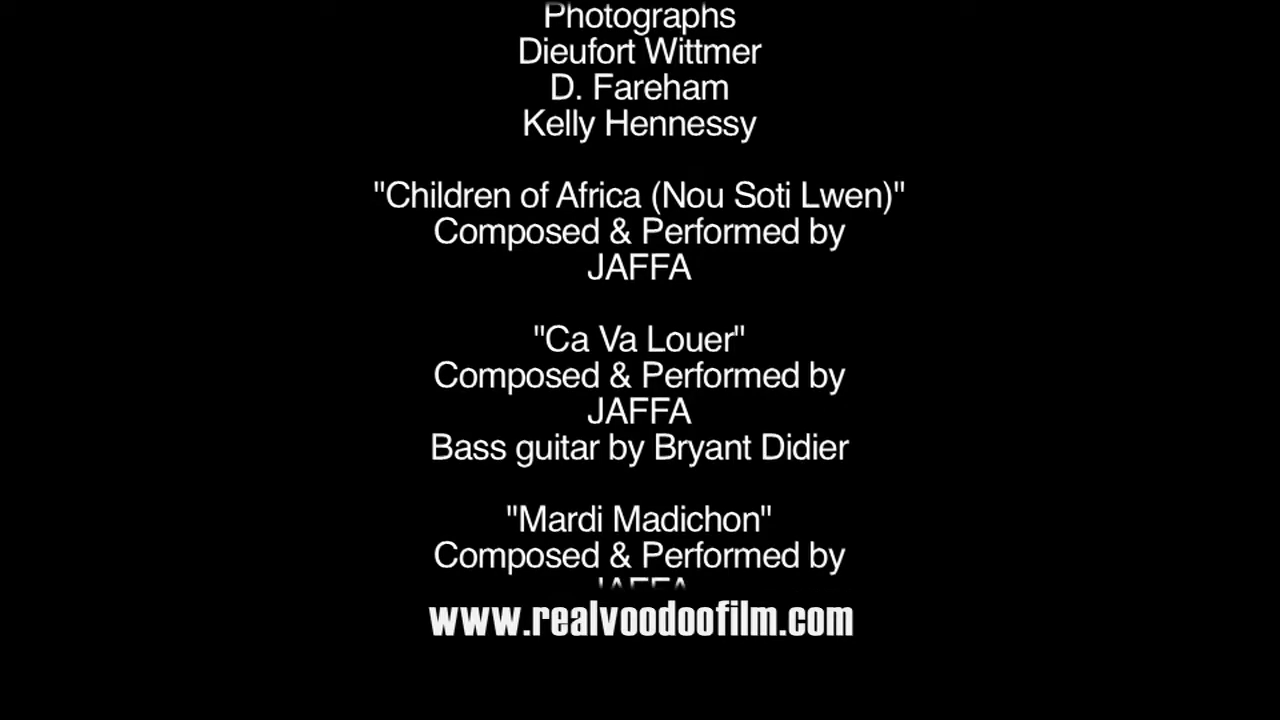 Photographs
Dieufort Wittmer
D. Fareham
Kelly Hennessy
"Children of Africa (Nou Soti Lwen)"
Composed & Performed by
JAFFA
"Ca Va Louer"
Composed & Performed by
JAFFA
Bass guitar by Bryant Didier
"Mardi Madichon"
Composed & Performed by
JAFFA
www.realvoodoofilm.com